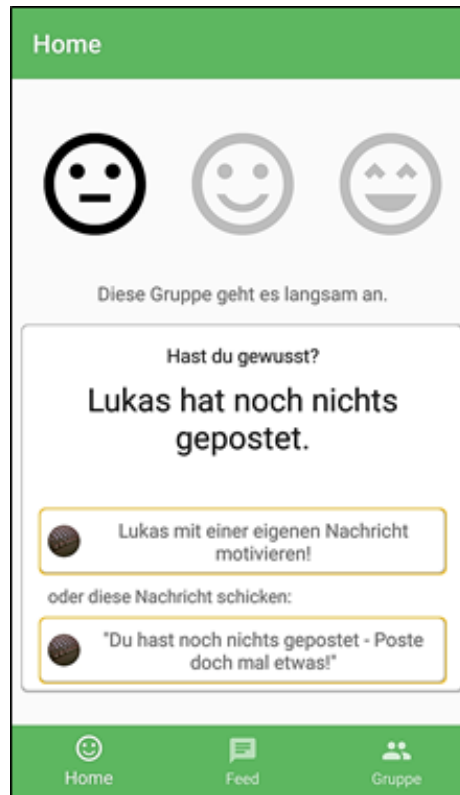 Home
Diese Gruppe geht es langsam an.
Hast du gewusst?
Lukas hat noch nichts
gepostet.
Lukas mit einer eigenen Nachricht
motivieren!
oder diese Nachricht schicken:
"Du hast noch nichts gepostet - Poste
doch mal etwas!"
Home Feed Gruppe